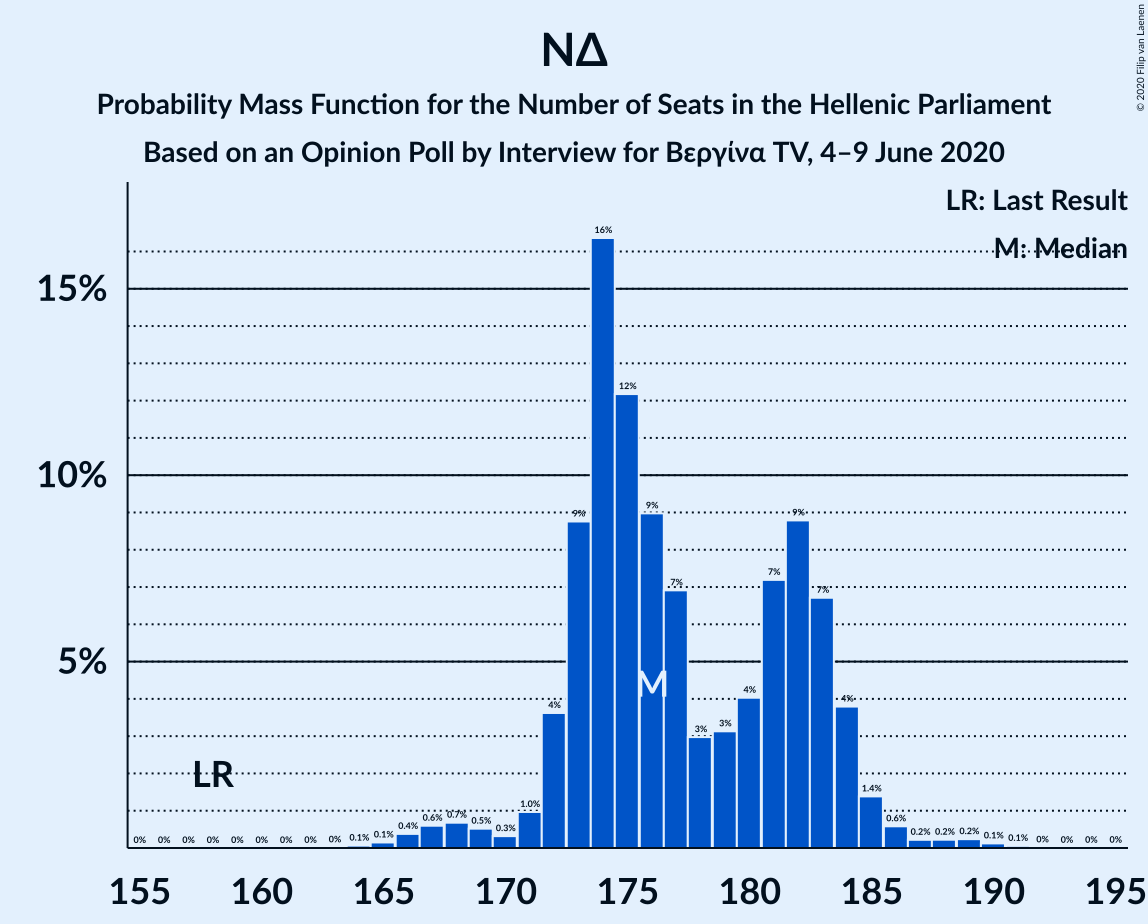 ΝΔ
Probability Mass Function for the Number of Seats in the Hellenic Parliament
Based on an Opinion Poll by Interview for Βεργίνα TV, 4–9 June 2020
© 2020 Filip van Laenen
LR: Last Result
M: Median
15%
10%
5%
0% 0% 0% 0% 0% 0% 0% 0% 0% 0.1% 0.1% 0.4% 0.6% 0.7% 0.5% 0.3% 1.0% 4% 9% 16% 12% 9% 7% 3% 3% 4% 7% 9% 7% 4% 1.4% 0.6% 0.2% 0.2% 0.2% 0.1% 0.1% 0% 0% 0% 0%
M
LR
155 160 165 170 175 180 185 190 195